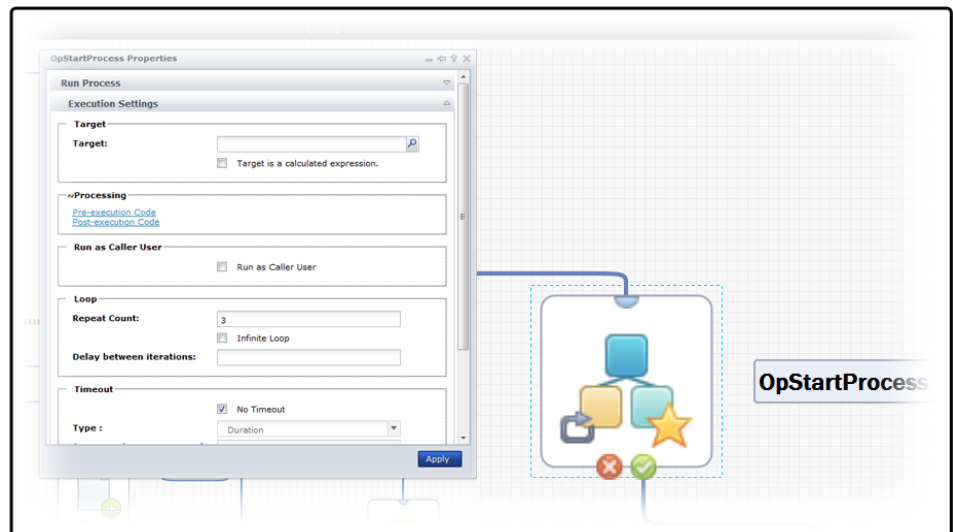 OpStartProcess Properties
Run Process
Execution Settings
Target
Target:
Target is a calculated expression.
~Processing
Pre-execution Code
Post-execution Code
Run as Caller User
Run as Caller User
Loop
Repeat Count:
3
Infinite Loop
Delay between iterations:
Timeout
No Timeout
Type :
Duration
Apply
OpStartProcess